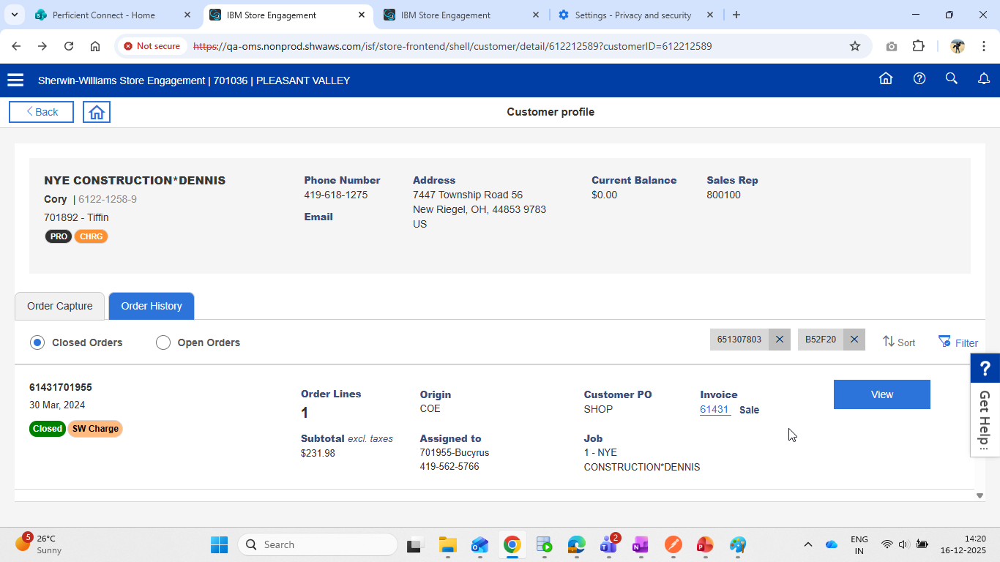 Perficient Connect - Home
IBM Store Engagement
IBM Store Engagement
Settings - Privacy and security
Not secure
https://qa-oms.nonprod.shwaws.com/isf/store-frontend/shell/customer/detail/612212589?customerID=612212589
Sherwin-Williams Store Engagement | 701036 | PLEASANT VALLEY
Back
Customer profile
NYE CONSTRUCTION*DENNIS
Cory | 6122-1258-9
701892 - Tiffin
PRO CHRG
Phone Number
419-618-1275
Email
Address
7447 Township Road 56
New Riegel, OH, 44853 9783
US
Current Balance
$0.00
Sales Rep
800100
Order Capture
Order History
Closed Orders
Open Orders
651307803
B52F20
Sort
Filter
61431701955
30 Mar, 2024
Closed SW Charge
Order Lines
1
Subtotal excl. taxes
$231.98
Origin
COE
Assigned to
701955-Bucyrus
419-562-5766
Customer PO
SHOP
Job
1 - NYE
CONSTRUCTION*DENNIS
Invoice
61431 Sale
View
?
Get Help
5
26°C
Sunny
Search
2
ENG
IN
14:20
16-12-2025